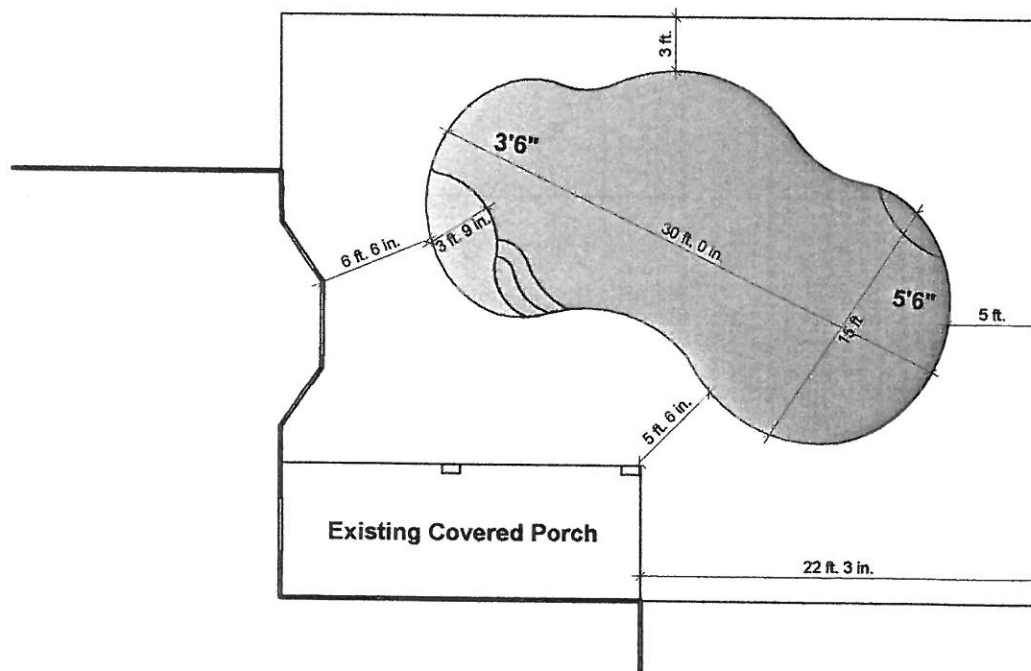 3 ft.
3'6"
3 ft. 9 in.
6 ft. 6 in.
30 ft. 0 in.
5'6"
15 ft.
5 ft.
5 ft. 6 in.
Existing Covered Porch
22 ft. 3 in.